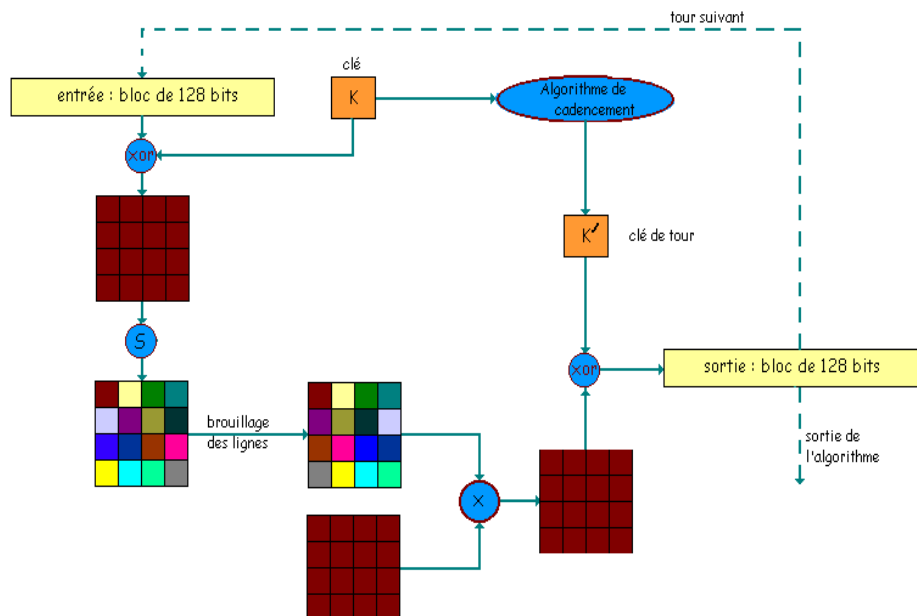 tour suivant
clé
entrée : bloc de 128 bits
K
Algorithme de
cadencement
xor
K'
clé de tour
S
xor
sortie : bloc de 128 bits
brouillage
des lignes
sortie de
l'algorithme
X